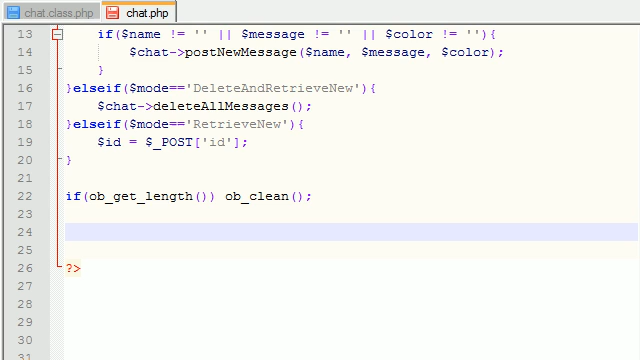 chat.class.php chat.php
13 if($name != '' || $message != '' || $color != ''){
14 $chat->postNewMessage($name, $message, $color);
15 }
16 }elseif($mode=='DeleteAndRetrieveNew'){
17 $chat->deleteAllMessages();
18 }elseif($mode=='RetrieveNew'){
19 $id = $_POST['id'];
20 }
21
22 if(ob_get_length()) ob_clean();
23
24
25
26 ?>
27
28
29
30
31